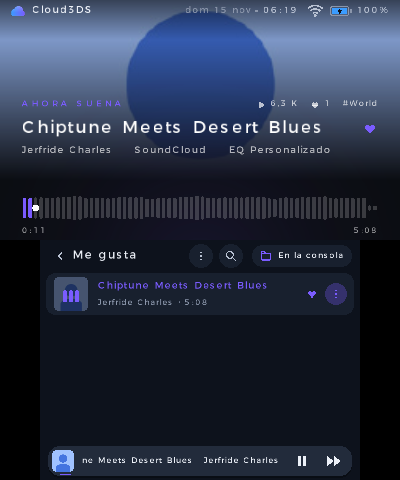 Cloud3DS dom 15 nov - 06:19 100%
AHORA SUENA 6,3 K 1 #World
Chiptune Meets Desert Blues
Jerfride Charles SoundCloud EQ Personalizado
0:11 5:08
Me gusta En la consola
Chiptune Meets Desert Blues
Jerfride Charles · 5:08
ne Meets Desert Blues Jerfride Charles